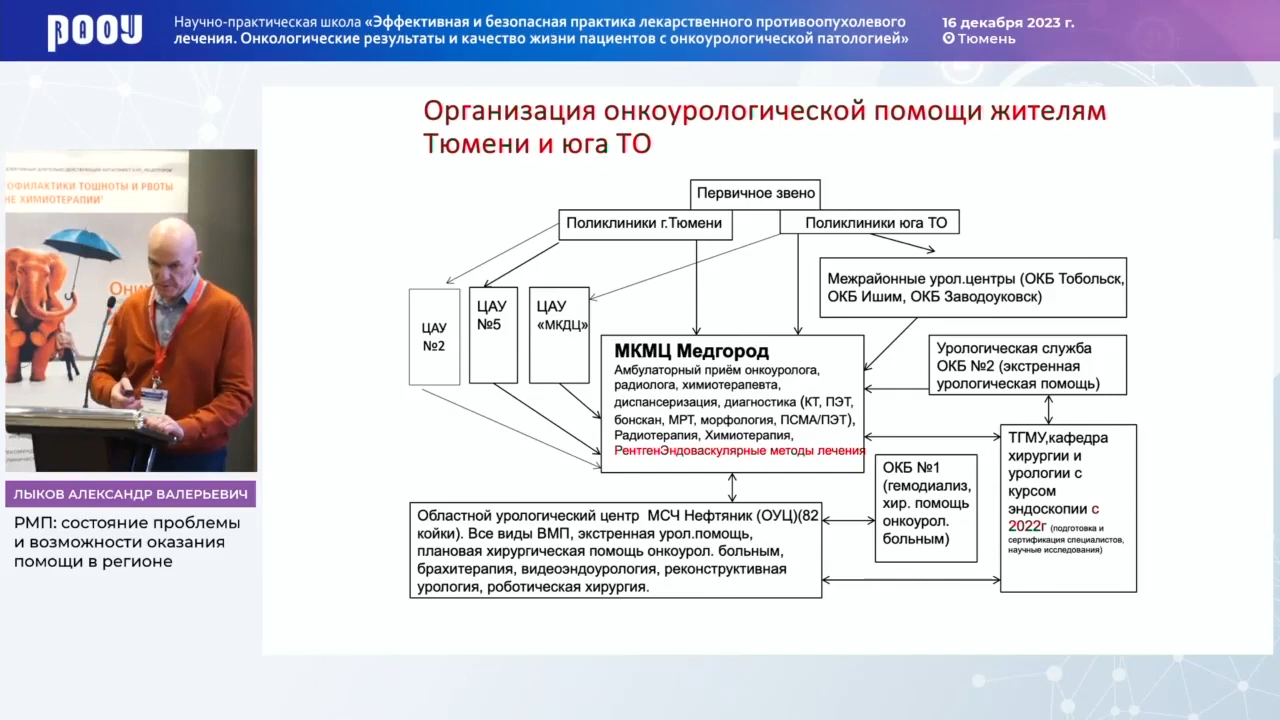 РАОУ
Научно-практическая школа «Эффективная и безопасная практика лекарственного противоопухолевого
лечения. Онкологические результаты и качество жизни пациентов с онкоурологической патологией»
16 декабря 2023 г.
Тюмень
ОФИЛАКТИКИ ТОШНОТЫ И РВОТЫ
НЕ ХИМИОТЕРАПИИ
ЛЫКОВ АЛЕКСАНДР ВАЛЕРЬЕВИЧ
РМП: состояние проблемы
и возможности оказания
помощи в регионе
Организация онкоурологической помощи жителям
Тюмени и юга ТО
Первичное звено
Поликлиники г.Тюмени
Поликлиники юга ТО
Межрайонные урол.центры (ОКБ Тобольск,
ОКБ Ишим, ОКБ Заводоуковск)
ЦАУ
№2
ЦАУ
№5
ЦАУ
«МКДЦ»
МКМЦ Медгород
Амбулаторный приём онкоуролога,
радиолога, химиотерапевта,
диспансеризация, диагностика (КТ, ПЭТ,
бонскан, МРТ, морфология, ПСМА/ПЭТ),
Радиотерапия, Химиотерапия,
РентгенЭндоваскулярные методы лечения
Урологическая служба
ОКБ №2 (экстренная
урологическая помощь)
ТГМУ,кафедра
хирургии и
урологии с
курсом
эндоскопии с
2022г (подготовка и
сертификация специалистов,
научные исследования)
ОКБ №1
(гемодиализ,
хир. помощь
онкоурол.
больным)
Областной урологический центр МСЧ Нефтяник (ОУЦ)(82
койки). Все виды ВМП, экстренная урол.помощь,
плановая хирургическая помощь онкоурол. больным,
брахитерапия, видеоэндоурология, реконструктивная
урология, роботическая хирургия.